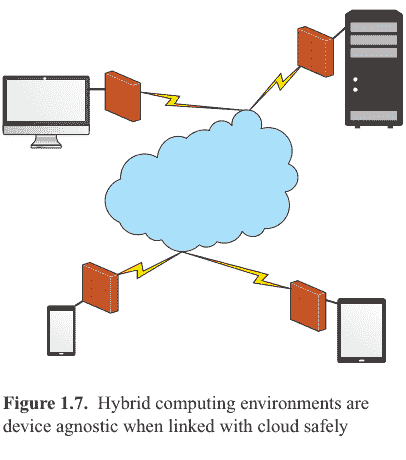 Figure 1.7. Hybrid computing environments are
device agnostic when linked with cloud safely